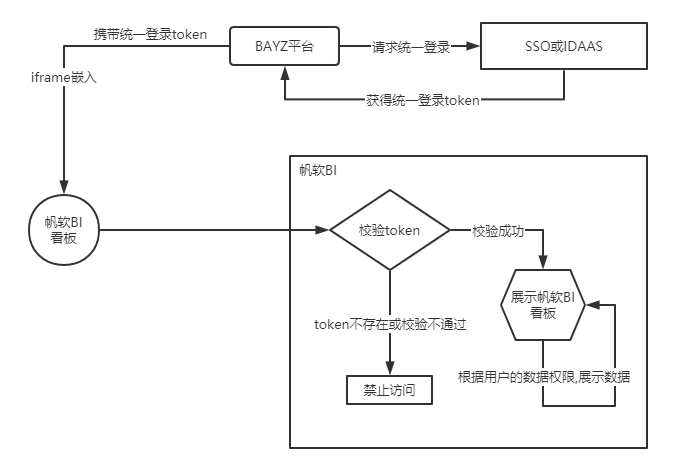 携带统一登录token
BAYZ平台
请求统一登录
SSO或IDAAS
iframe嵌入
获得统一登录token
帆软BI
帆软BI
看板
校验token
校验成功
展示帆软BI
看板
token不存在或校验不通过
根据用户的数据权限,展示数据
禁止访问